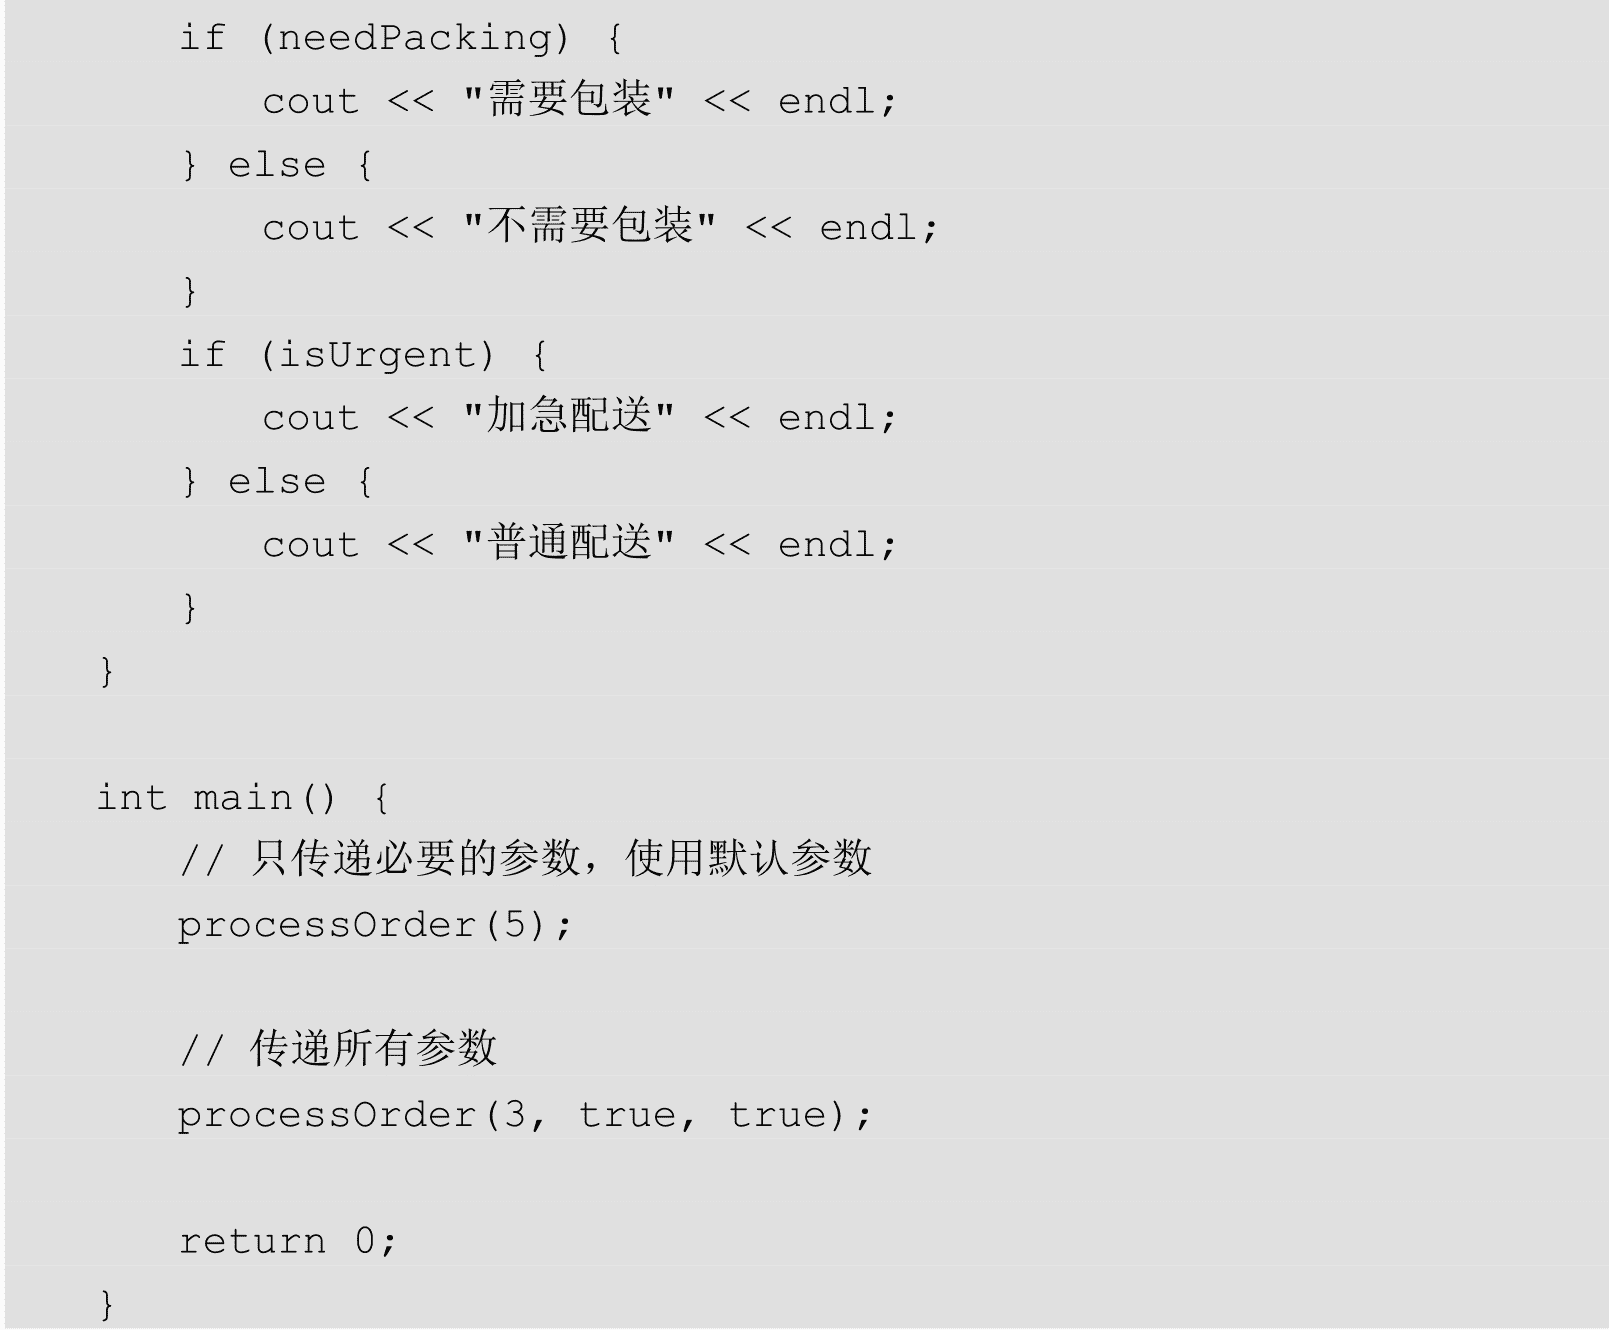 if (needPacking) {
cout << "需要包装" << endl;
} else {
cout << "不需要包装" << endl;
}
if (isUrgent) {
cout << "加急配送" << endl;
} else {
cout << "普通配送" << endl;
}
}
int main() {
// 只传递必要的参数，使用默认参数
processOrder(5);
// 传递所有参数
processOrder(3, true, true);
return 0;
}